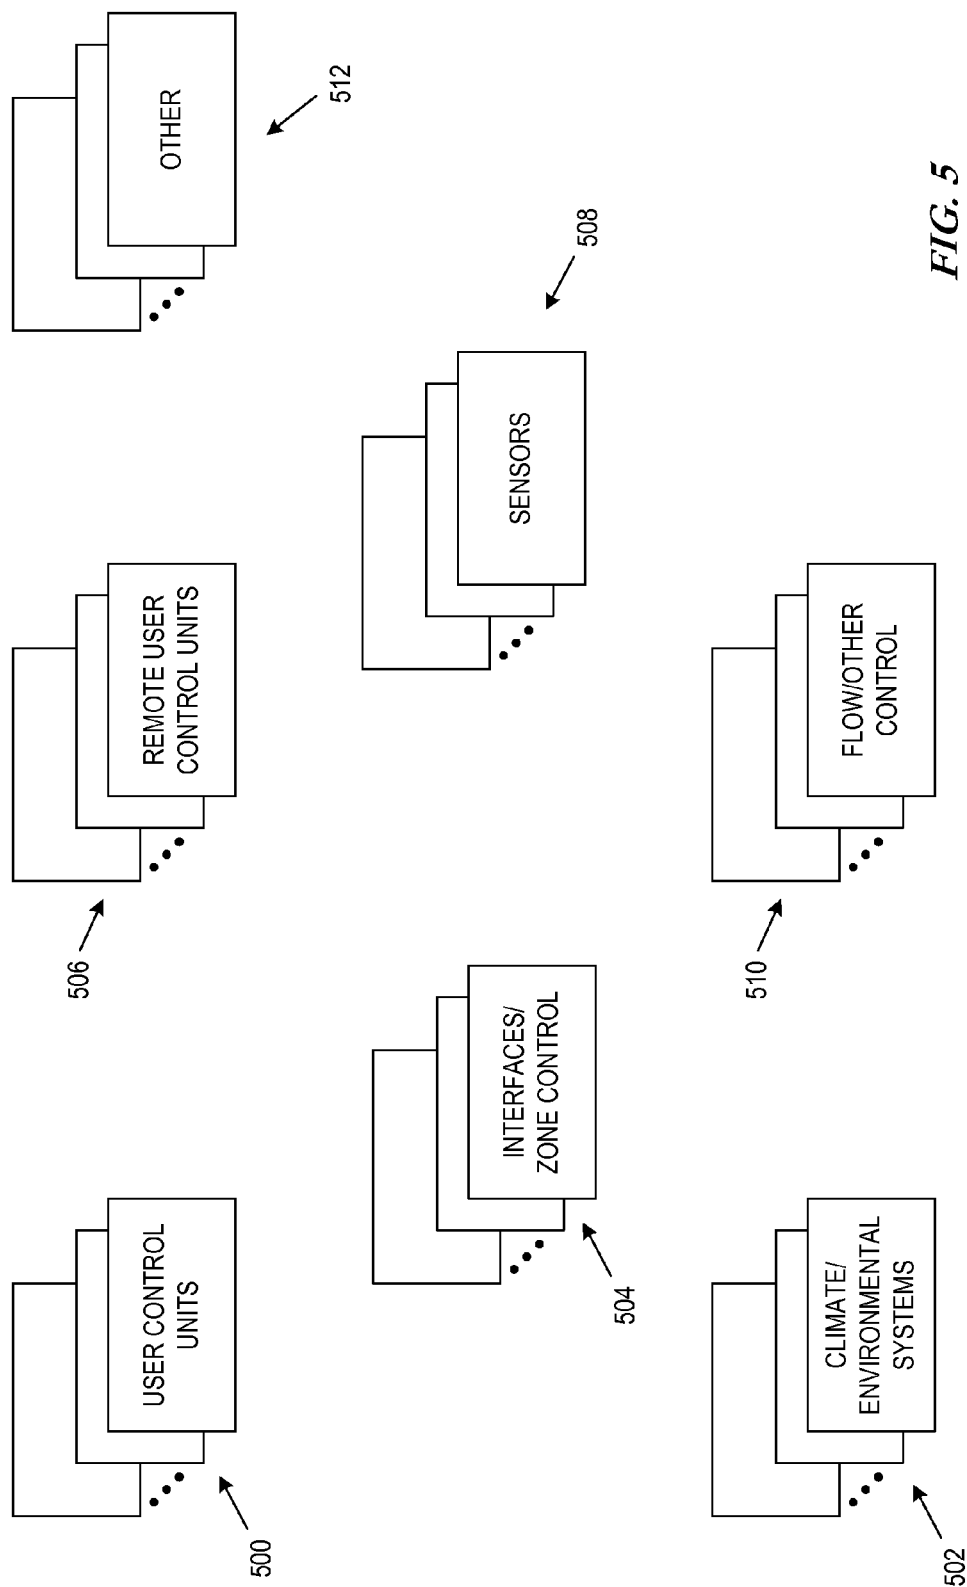 USER CONTROL
UNITS
500
REMOTE USER
CONTROL UNITS
506
OTHER
512
INTERFACES/
ZONE CONTROL
504
SENSORS
508
CLIMATE/
ENVIRONMENTAL
SYSTEMS
502
FLOW/OTHER
CONTROL
510
FIG. 5